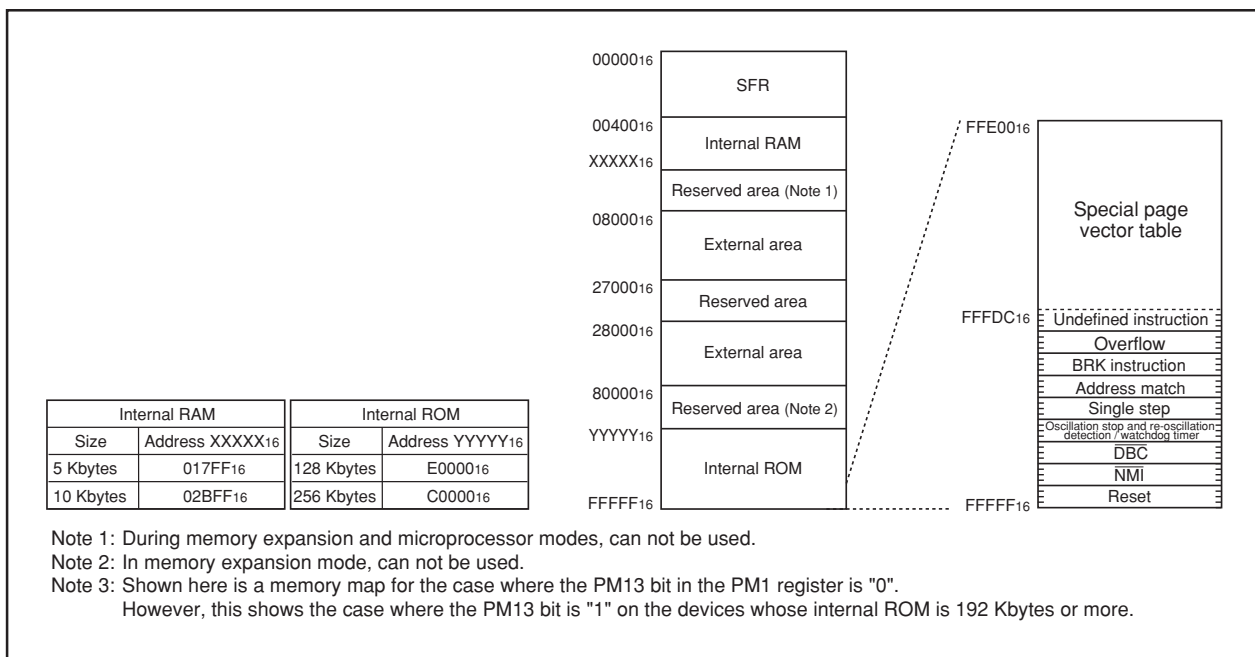 0000016
SFR
0040016
Internal RAM
XXXXX16
Reserved area (Note 1)
0800016
External area
2700016
Reserved area
2800016
External area
8000016
Reserved area (Note 2)
YYYYY16
Internal ROM
FFFFF16
FFE0016
Special page
vector table
FFFDC16
Undefined instruction
Overflow
BRK instruction
Address match
Single step
Oscillation stop and re-oscillation
detection / watchdog timer
DBC
NMI
Reset
FFFFF16
Internal RAM Internal ROM
Size Address XXXXX16 Size Address YYYYY16
5 Kbytes 017FF16 128 Kbytes E000016
10 Kbytes 02BFF16 256 Kbytes C000016
Note 1: During memory expansion and microprocessor modes, can not be used.
Note 2: In memory expansion mode, can not be used.
Note 3: Shown here is a memory map for the case where the PM13 bit in the PM1 register is "0".
However, this shows the case where the PM13 bit is "1" on the devices whose internal ROM is 192 Kbytes or more.